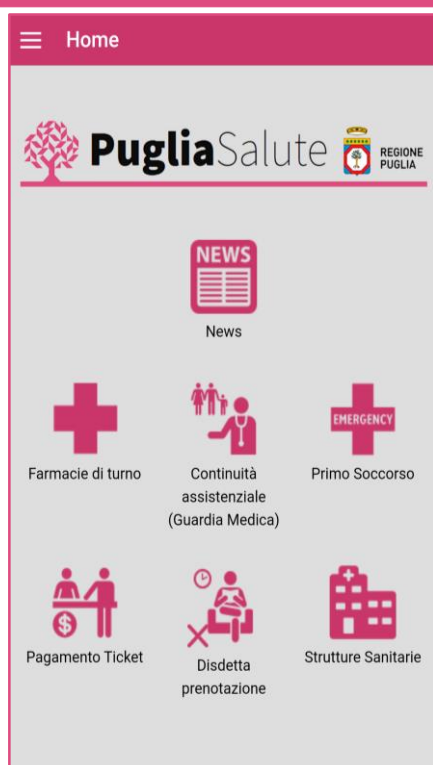 Home
PugliaSalute
REGIONE
PUGLIA
NEWS
News
Farmacie di turno
Continuità
assistenziale
(Guardia Medica)
EMERGENCY
Primo Soccorso
Pagamento Ticket
Disdetta
prenotazione
Strutture Sanitarie